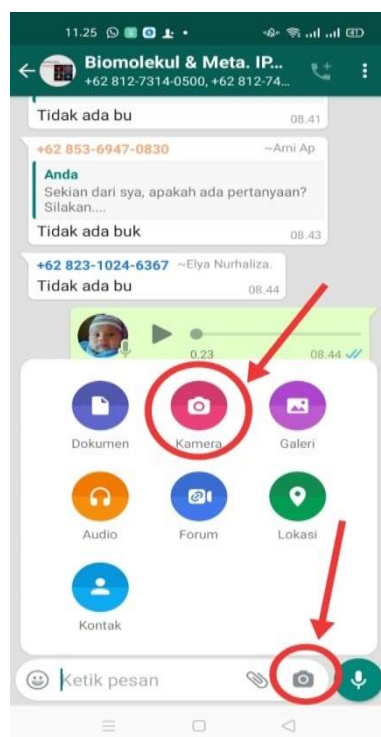 11.25
Biomolekul & Meta. IP...
+62 812-7314-0500, +62 812-74...
Tidak ada bu
08.41
+62 853-6947-0830 ~Ami Ap
Anda
Sekian dari sya, apakah ada pertanyaan?
Silakan....
Tidak ada buk
08.43
+62 823-1024-6367 ~Elya Nurhaliza.
Tidak ada bu
08.44
0.23 08.44
Dokumen Kamera Galeri
Audio Forum Lokasi
Kontak
Ketik pesan